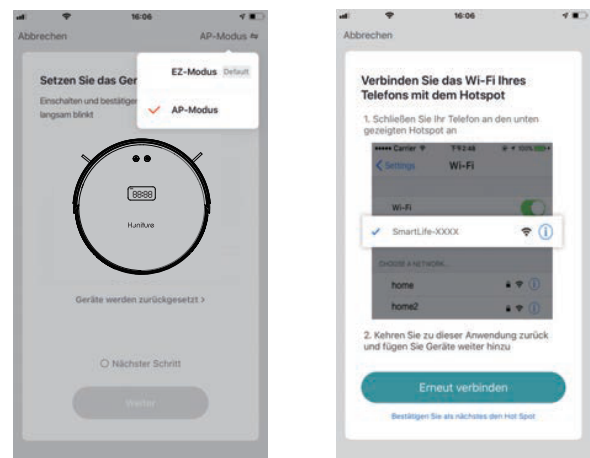 16:06
Abbrechen
AP-Modus ⇋
EZ-Modus Default
✓ AP-Modus
Setzen Sie das Ger
Einschalten und bestätiger
langsam blinkt
88:88
Huniture
Geräte werden zurückgesetzt >
Nächster Schritt
Weiter
16:06
Abbrechen
Verbinden Sie das Wi-Fi Ihres
Telefons mit dem Hotspot
1. Schließen Sie Ihr Telefon an den unten
gezeigten Hotspot an
Carrier
Settings Wi-Fi
Wi-Fi
✓ SmartLife-XXXX
CHOOSE A NETWORK...
home
home2
2. Kehren Sie zu dieser Anwendung zurück
und fügen Sie Geräte weiter hinzu
Erneut verbinden
Bestätigen Sie als nächstes den Hot Spot